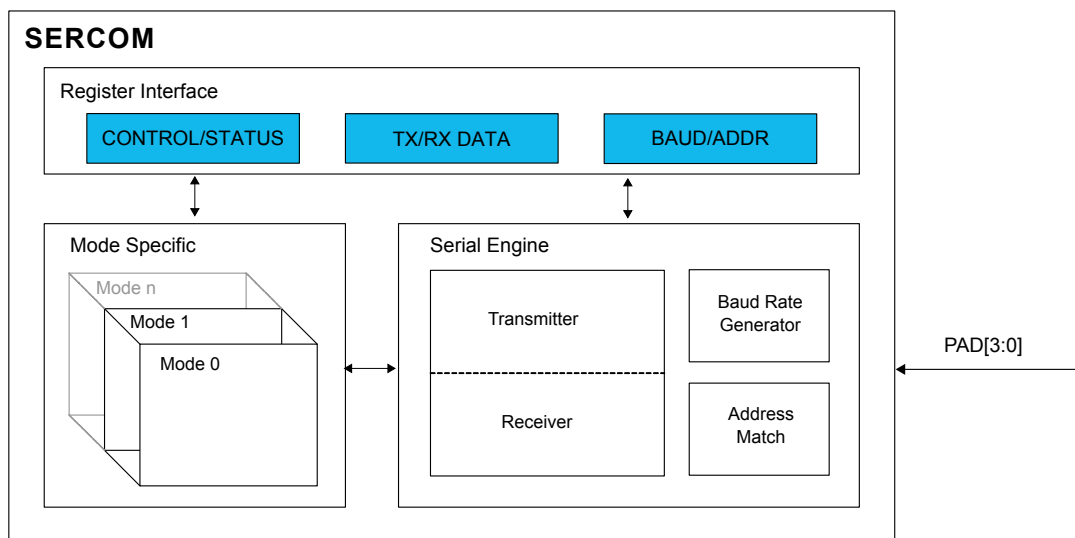 SERCOM
Register Interface
CONTROL/STATUS
TX/RX DATA
BAUD/ADDR
Mode Specific
Mode n
Mode 1
Mode 0
Serial Engine
Transmitter
Receiver
Baud Rate
Generator
Address
Match
PAD[3:0]